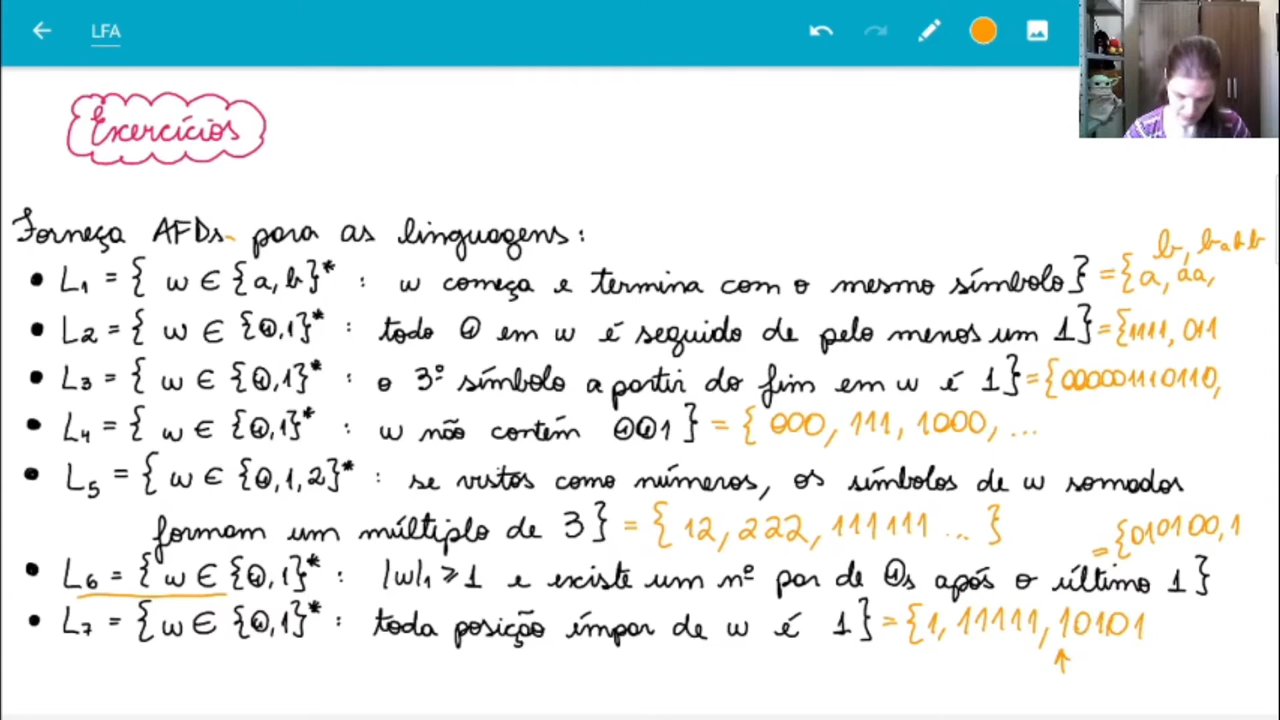 LFA
Exercícios
Forneça AFDs para as linguagens:
• L₁ = { w ∈ {a,b}* : w começa e termina com o mesmo símbolo} = {a, aa, b, babb
• L₂ = { w ∈ {0,1}* : todo 0 em w é seguido de pelo menos um 1} = {1111, 011
• L₃ = { w ∈ {0,1}* : o 3º símbolo a partir do fim em w é 1} = {000001110110,
• L₄ = { w ∈ {0,1}* : w não contém 001} = { 000, 111, 1000, ...
• L₅ = { w ∈ {0,1,2}* : se vistos como números, os símbolos de w somados
formam um múltiplo de 3} = { 12, 222, 111111 ... }
• L₆ = { w ∈ {0,1}* : |w|₁ ⩾ 1 e existe um nº par de 0s após o último 1} = {010100, 1
• L₇ = { w ∈ {0,1}* : toda posição ímpar de w é 1} = {1, 11111, 10101